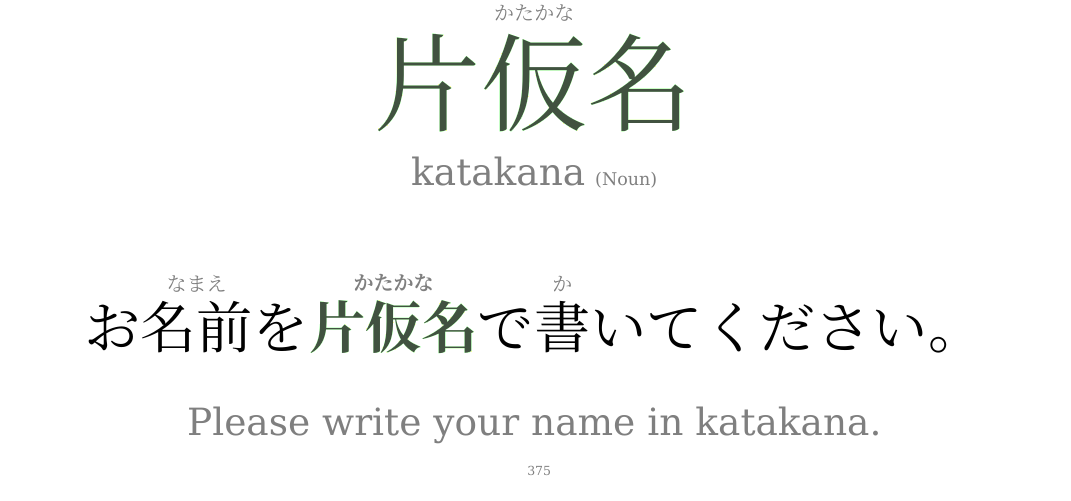 かたかな
片仮名
katakana (Noun)
なまえ かたかな か
お名前を片仮名で書いてください。
Please write your name in katakana.
375